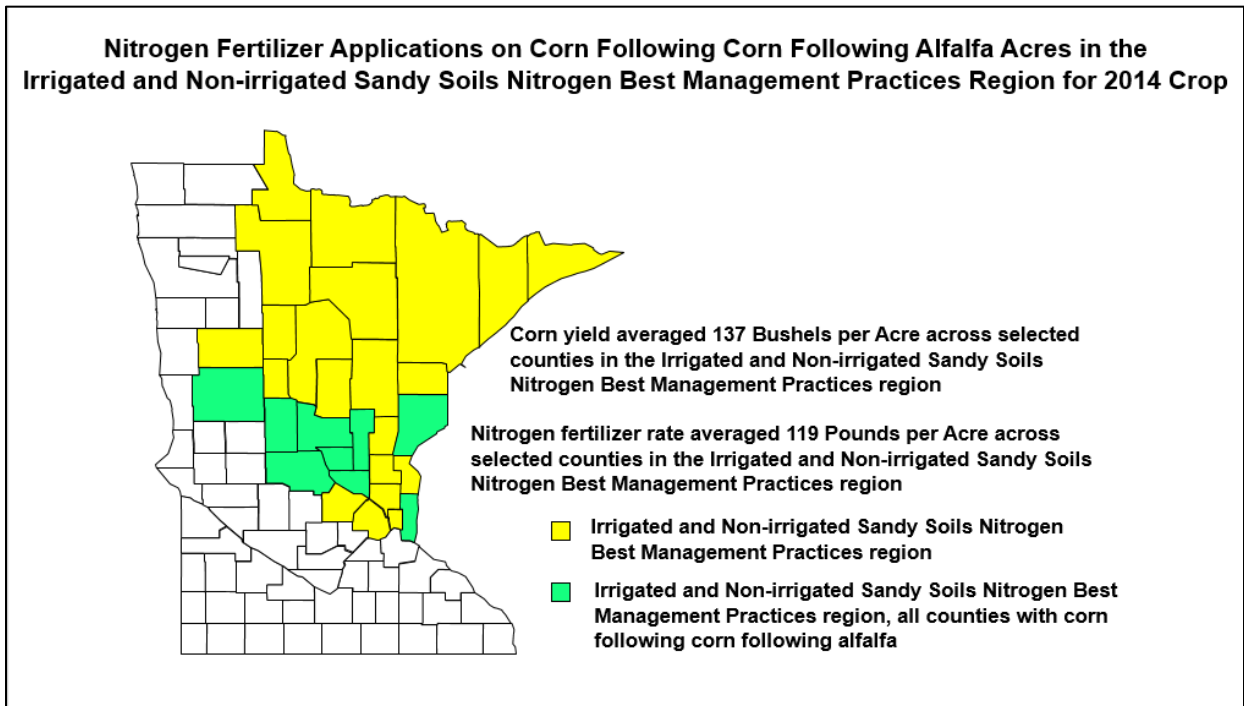 Nitrogen Fertilizer Applications on Corn Following Corn Following Alfalfa Acres in the
Irrigated and Non-irrigated Sandy Soils Nitrogen Best Management Practices Region for 2014 Crop
Corn yield averaged 137 Bushels per Acre across selected
counties in the Irrigated and Non-irrigated Sandy Soils
Nitrogen Best Management Practices region
Nitrogen fertilizer rate averaged 119 Pounds per Acre across
selected counties in the Irrigated and Non-irrigated Sandy Soils
Nitrogen Best Management Practices region
Irrigated and Non-irrigated Sandy Soils Nitrogen
Best Management Practices region
Irrigated and Non-irrigated Sandy Soils Nitrogen Best
Management Practices region, all counties with corn
following corn following alfalfa